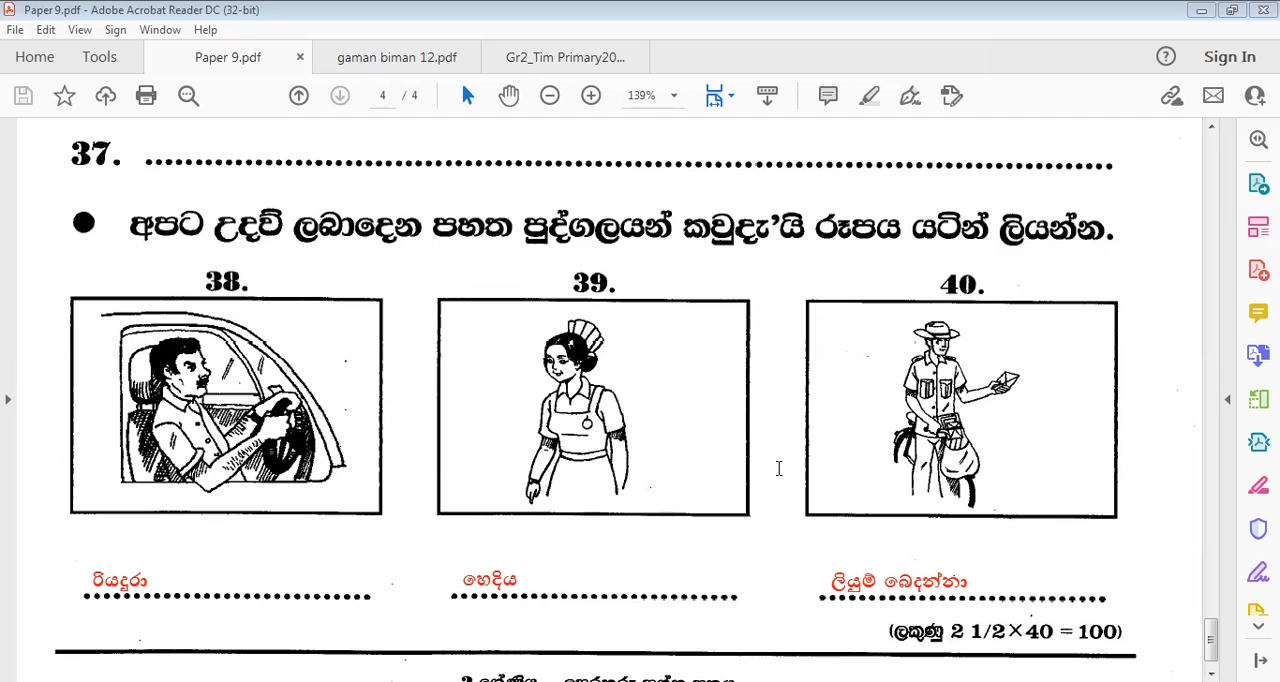 Paper 9.pdf - Adobe Acrobat Reader DC (32-bit)
File Edit View Sign Window Help
Home Tools Paper 9.pdf × gaman biman 12.pdf Gr2_Tim Primary20... Sign In
4 / 4 139%
37. ........................................................................
● අපට උදව් ලබාදෙන පහත පුද්ගලයන් කවුදැ'යි රූපය යටින් ලියන්න.
38. 39. 40.
රියදුරා හෙදිය ලියුම් බෙදන්නා
(ලකුණු 2 1/2×40 = 100)